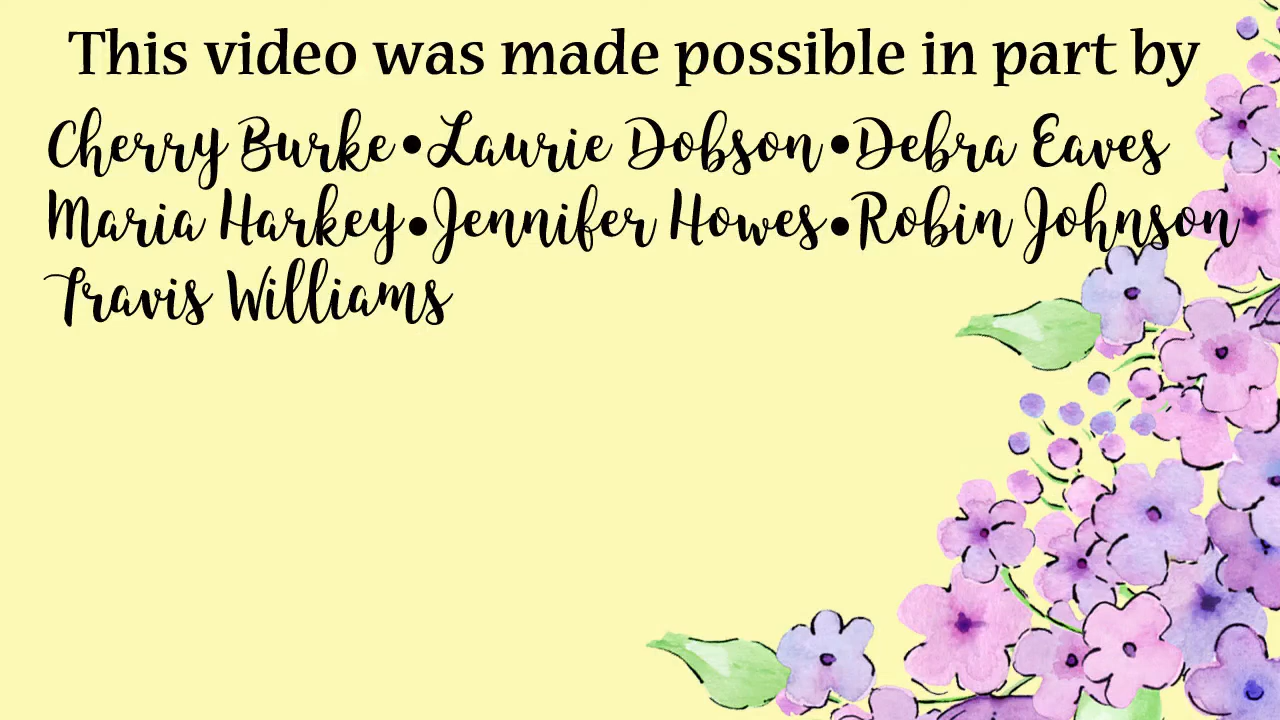 This video was made possible in part by
Cherry Burke•Laurie Dobson•Debra Eaves
Maria Harkey•Jennifer Howes•Robin Johnson
Travis Williams